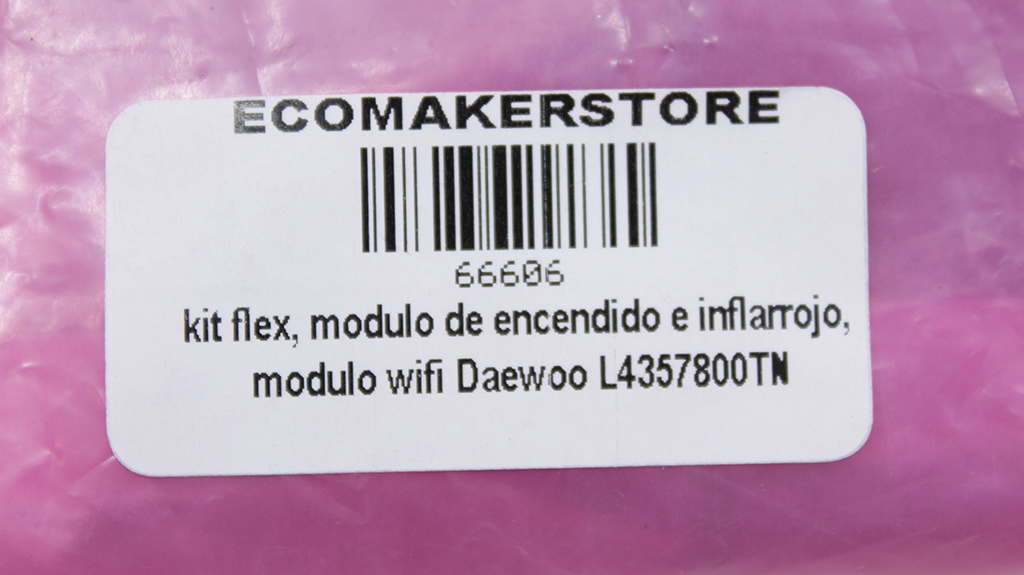 ECOMAKERSTORE
66606
kit flex, modulo de encendido e inflarrojo,
modulo wifi Daewoo L4357800TN